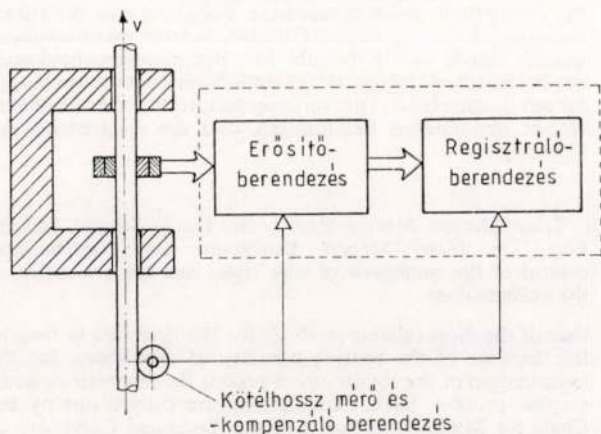 v
Erősítő-
berendezés
Regisztráló-
berendezés
Kötélhossz mérő és
-kompenzáló berendezés